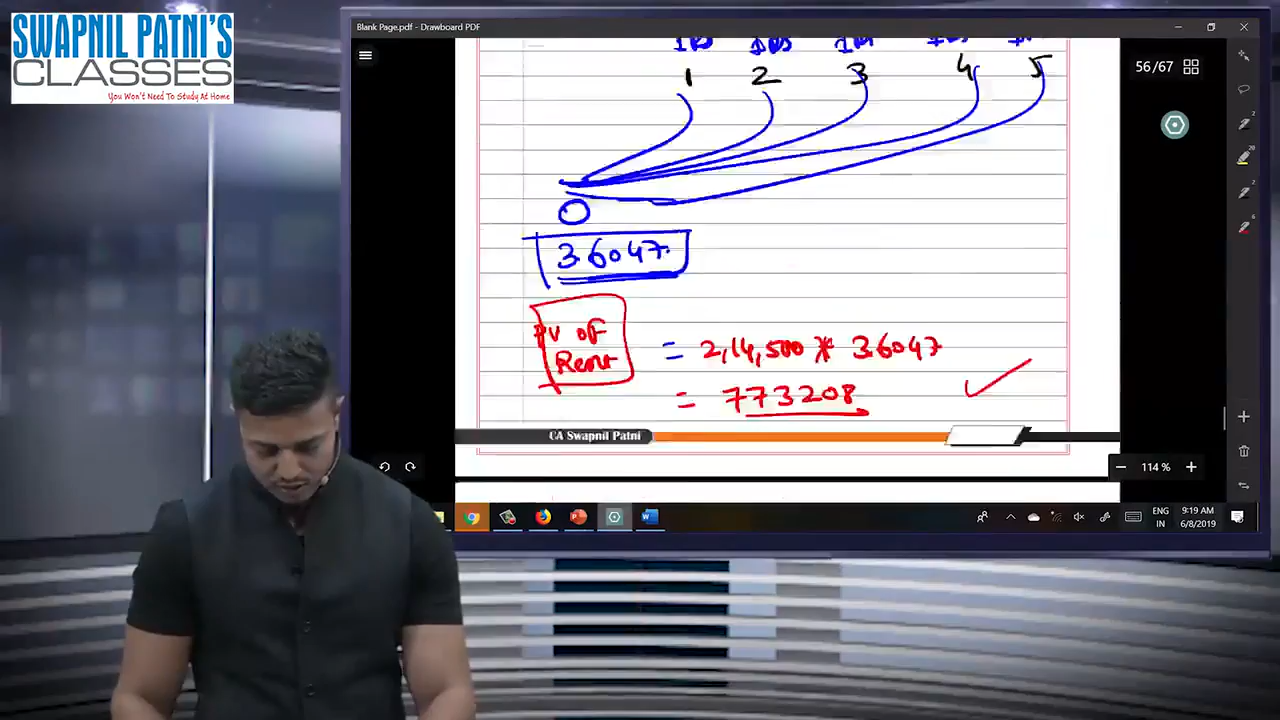 SWAPNIL PATNI'S
CLASSES
You Won't Need To Study At Home
Blank Page.pdf - Drawboard PDF
56/67
1 2 3 4 5
0
3.6047
PV of
Rent
= 2,14,500 * 3.6047
= 773208
CA Swapnil Patni
114 %
ENG
IN
9:19 AM
6/8/2019